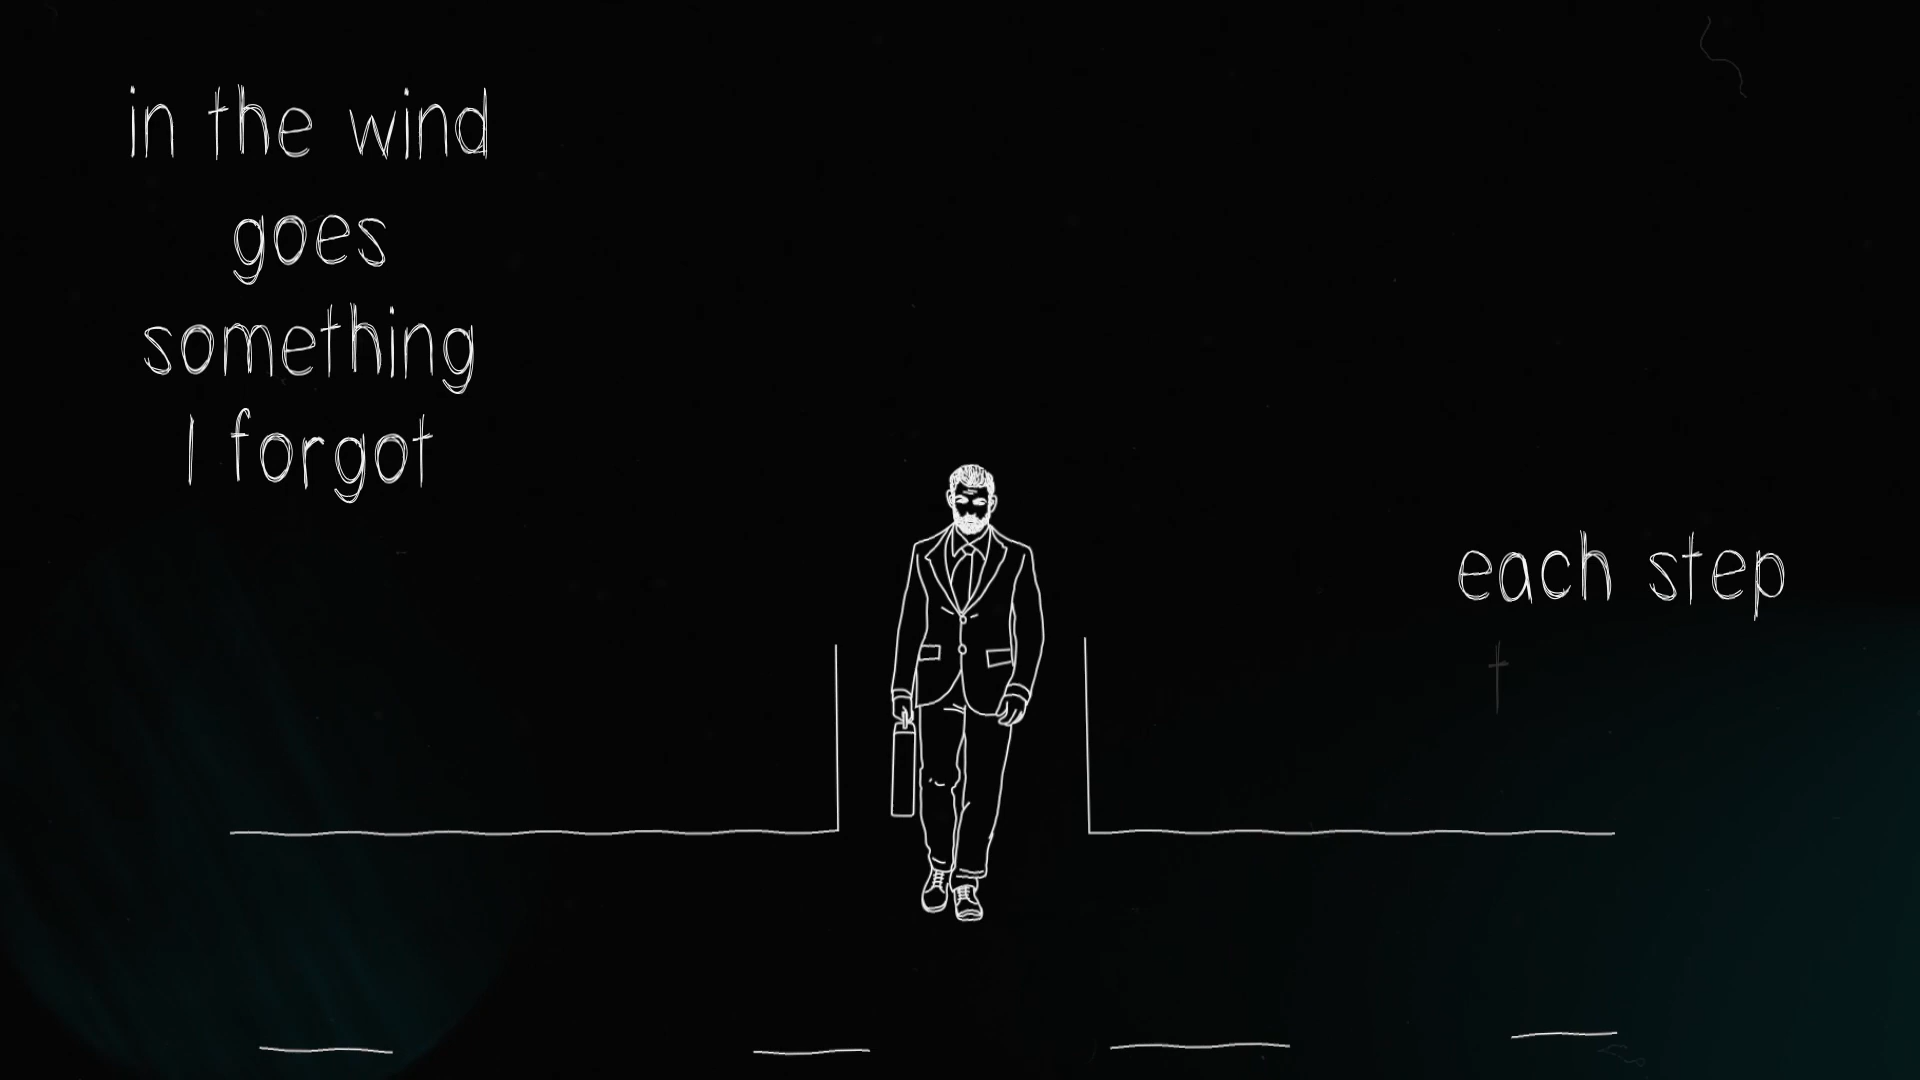 in the wind
goes
something
I forgot
each step
t